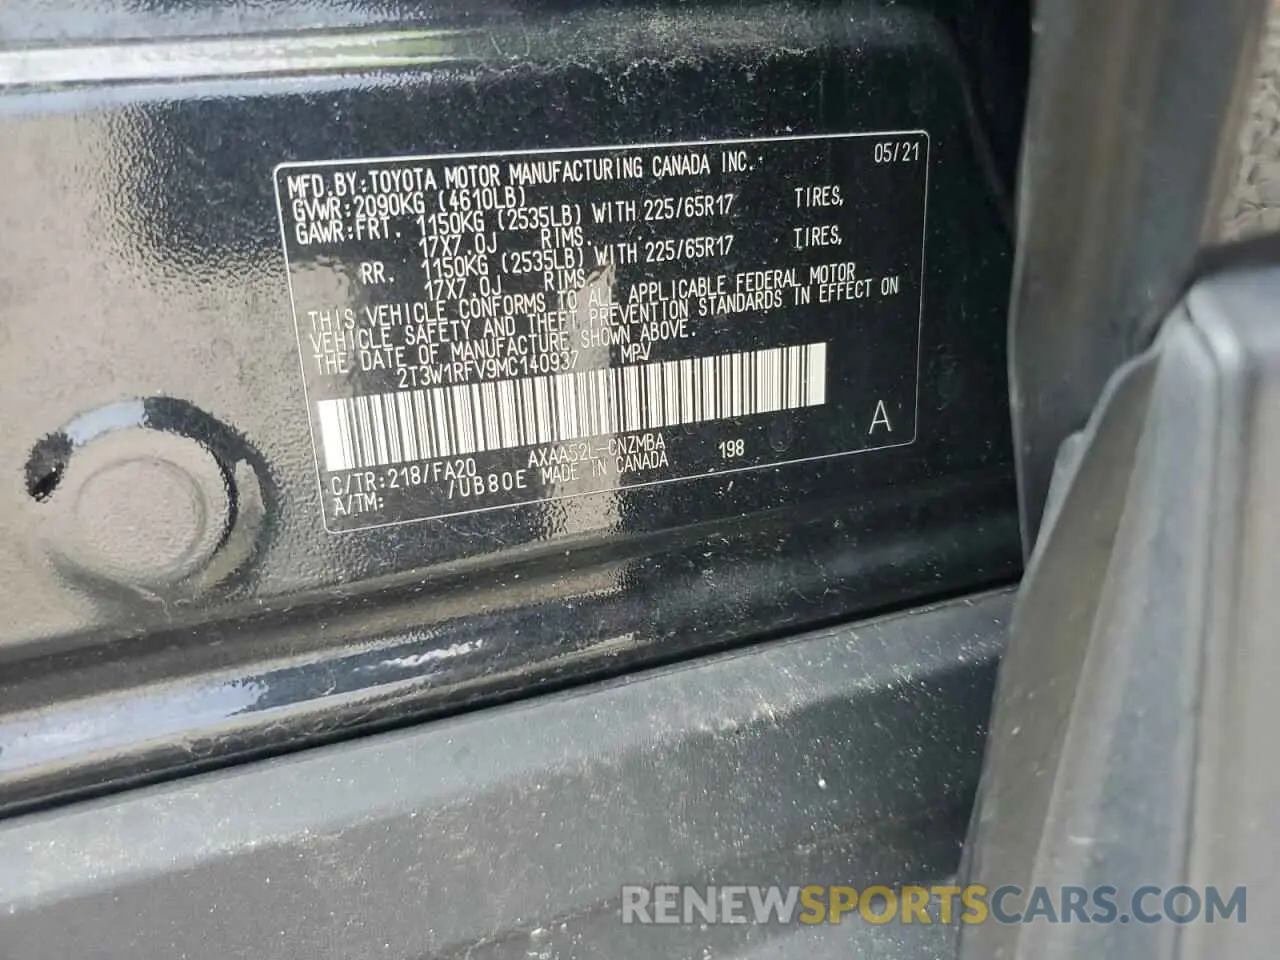 MFD.BY:TOYOTA MOTOR MANUFACTURING CANADA INC. 05/21
GVWR:2090KG (4610LB)
GAWR:FRT. 1150KG (2535LB) WITH 225/65R17 TIRES,
17X7.0J RIMS.
RR. 1150KG (2535LB) WITH 225/65R17 TIRES,
17X7.0J RIMS.
THIS VEHICLE CONFORMS TO ALL APPLICABLE FEDERAL MOTOR
VEHICLE SAFETY AND THEFT PREVENTION STANDARDS IN EFFECT ON
THE DATE OF MANUFACTURE SHOWN ABOVE.
2T3W1RFV9MC140937 MPV
A
C/TR:218/FA20 AXAA52L-CNZMBA 198
A/TM: /UB80E MADE IN CANADA
RENEWSPORTSCARS.COM